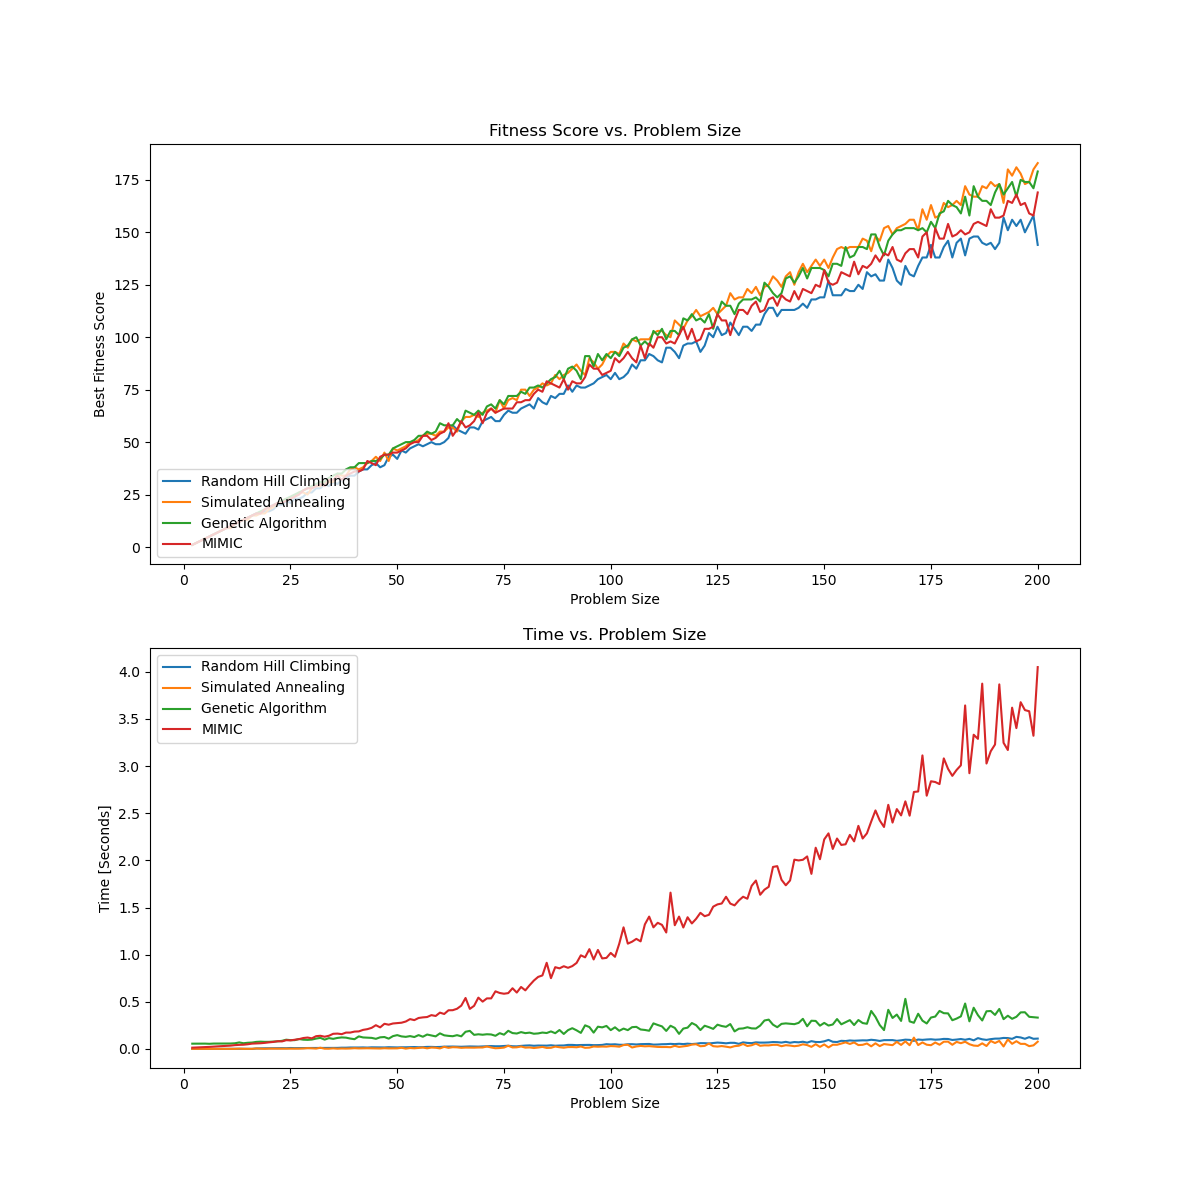 Fitness Score vs. Problem Size
Best Fitness Score
175
150
125
100
75
50
25
0
Random Hill Climbing
Simulated Annealing
Genetic Algorithm
MIMIC
0 25 50 75 100 125 150 175 200
Problem Size
Time vs. Problem Size
Time [Seconds]
4.0
3.5
3.0
2.5
2.0
1.5
1.0
0.5
0.0
Random Hill Climbing
Simulated Annealing
Genetic Algorithm
MIMIC
0 25 50 75 100 125 150 175 200
Problem Size